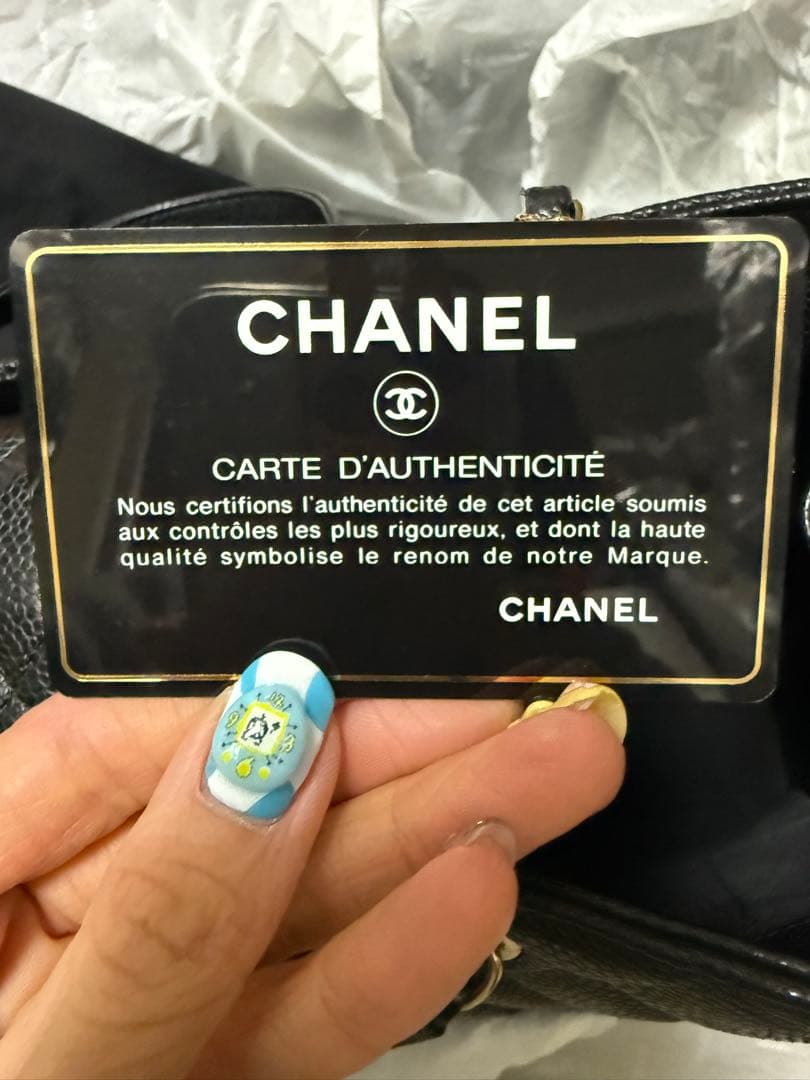 CHANEL
CARTE D'AUTHENTICITÉ
Nous certifions l'authenticité de cet article soumis
aux contrôles les plus rigoureux, et dont la haute
qualité symbolise le renom de notre Marque.
CHANEL